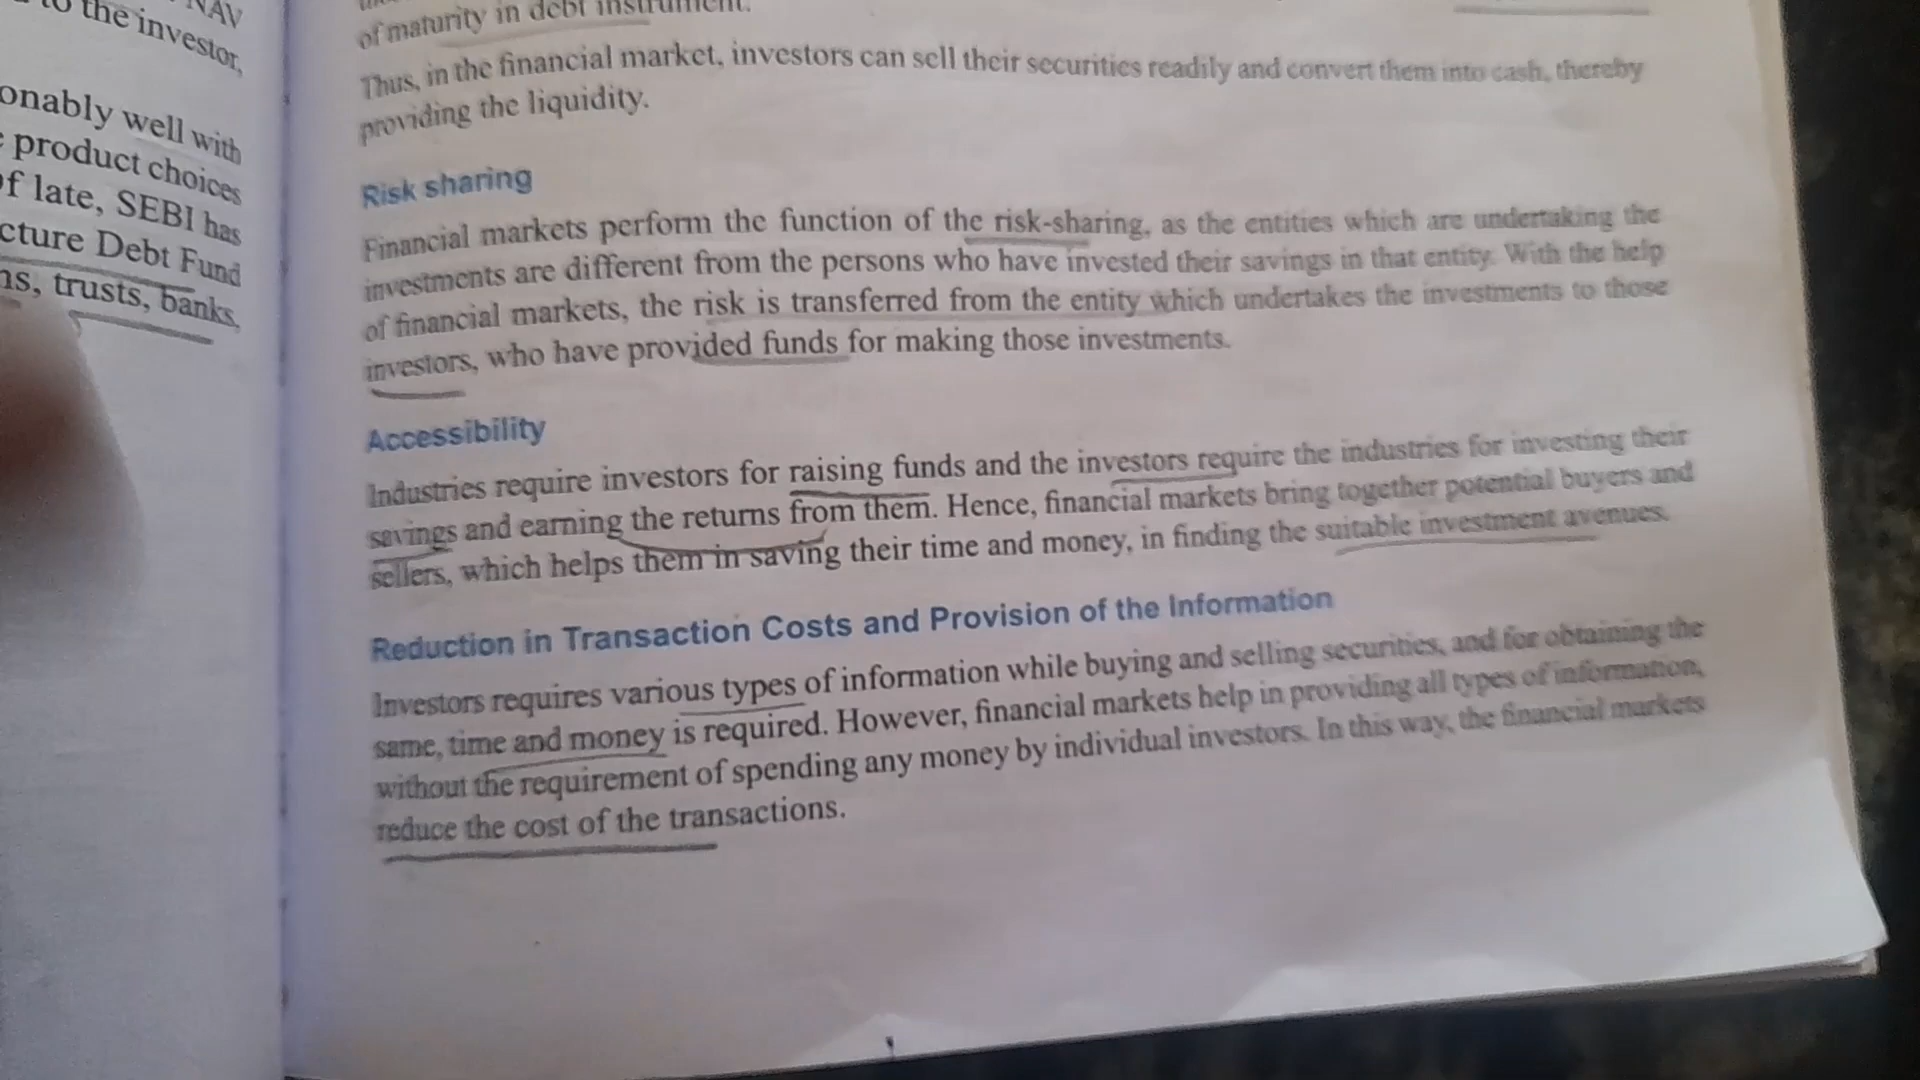 NAV
to the investor,
onably well with
product choices
of late, SEBI has
cture Debt Fund
ns, trusts, banks,
of maturity in debt instrument.
Thus, in the financial market, investors can sell their securities readily and convert them into cash, thereby
providing the liquidity.
Risk sharing
Financial markets perform the function of the risk-sharing, as the entities which are undertaking the
investments are different from the persons who have invested their savings in that entity. With the help
of financial markets, the risk is transferred from the entity which undertakes the investments to those
investors, who have provided funds for making those investments.
Accessibility
Industries require investors for raising funds and the investors require the industries for investing their
savings and earning the returns from them. Hence, financial markets bring together potential buyers and
sellers, which helps them in saving their time and money, in finding the suitable investment avenues.
Reduction in Transaction Costs and Provision of the Information
Investors requires various types of information while buying and selling securities, and for obtaining the
same, time and money is required. However, financial markets help in providing all types of information,
without the requirement of spending any money by individual investors. In this way, the financial markets
reduce the cost of the transactions.